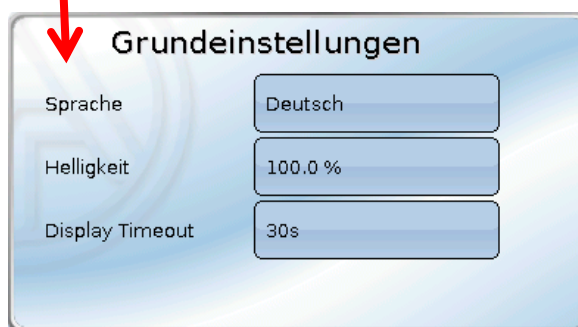 Grundeinstellungen
Sprache Deutsch
Helligkeit 100.0 %
Display Timeout 30s